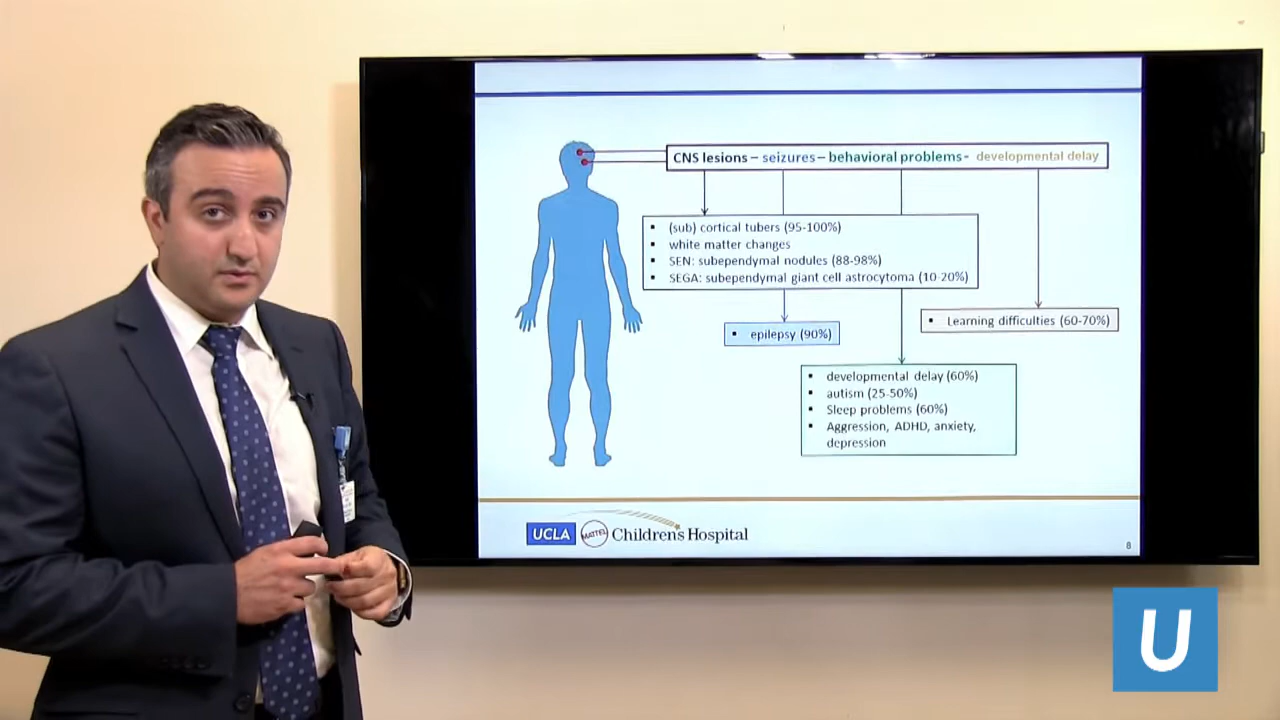 CNS lesions – seizures – behavioral problems- developmental delay
▪ (sub) cortical tubers (95-100%)
▪ white matter changes
▪ SEN: subependymal nodules (88-98%)
▪ SEGA: subependymal giant cell astrocytoma (10-20%)
▪ epilepsy (90%)
▪ Learning difficulties (60-70%)
▪ developmental delay (60%)
▪ autism (25-50%)
▪ Sleep problems (60%)
▪ Aggression, ADHD, anxiety,
depression
UCLA MATTEL Children's Hospital
8
U